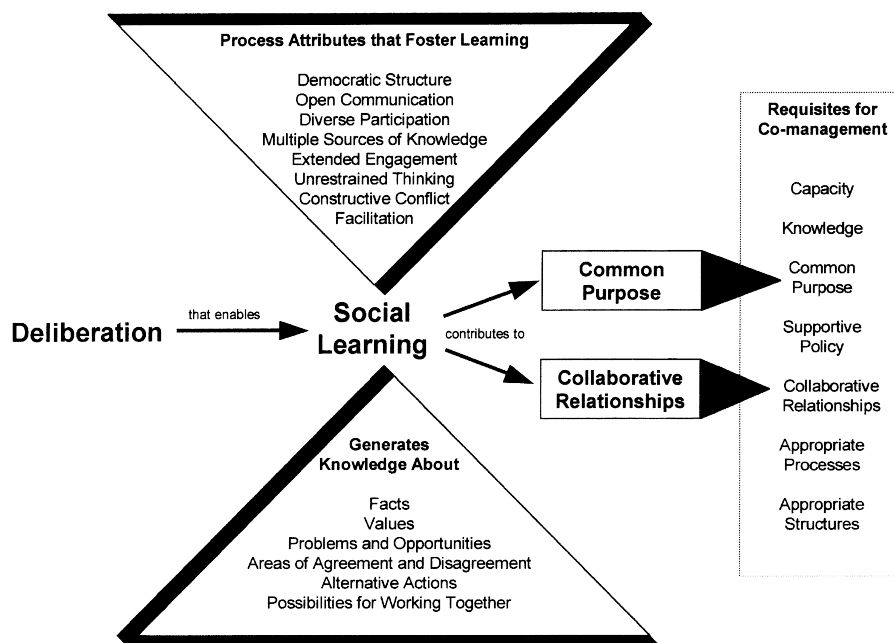 Process Attributes that Foster Learning
Democratic Structure
Open Communication
Diverse Participation
Multiple Sources of Knowledge
Extended Engagement
Unrestrained Thinking
Constructive Conflict
Facilitation
Deliberation
that enables
Social
Learning
contributes to
Common
Purpose
Collaborative
Relationships
Generates
Knowledge About
Facts
Values
Problems and Opportunities
Areas of Agreement and Disagreement
Alternative Actions
Possibilities for Working Together
Requisites for
Co-management
Capacity
Knowledge
Common
Purpose
Supportive
Policy
Collaborative
Relationships
Appropriate
Processes
Appropriate
Structures